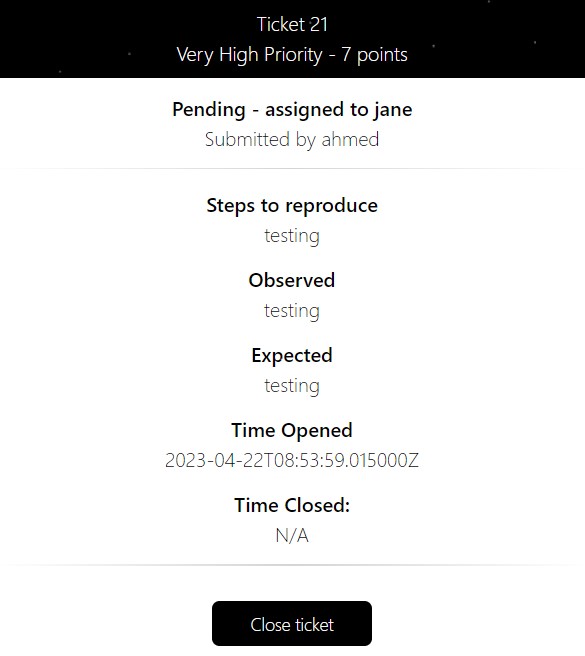 Ticket 21
Very High Priority - 7 points
Pending - assigned to jane
Submitted by ahmed
Steps to reproduce
testing
Observed
testing
Expected
testing
Time Opened
2023-04-22T08:53:59.015000Z
Time Closed:
N/A
Close ticket